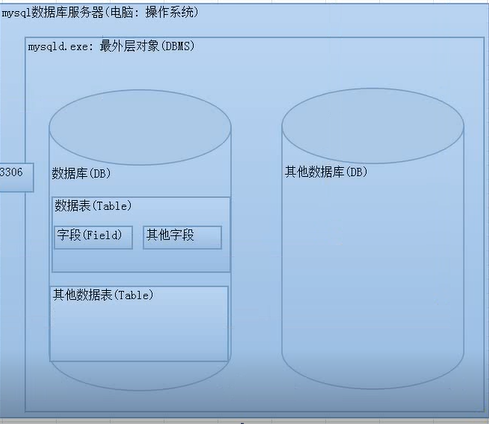 mysql数据库服务器(电脑: 操作系统)
mysqld.exe: 最外层对象(DBMS)
3306
数据库(DB)
其他数据库(DB)
数据表(Table)
字段(Field)
其他字段
其他数据表(Table)